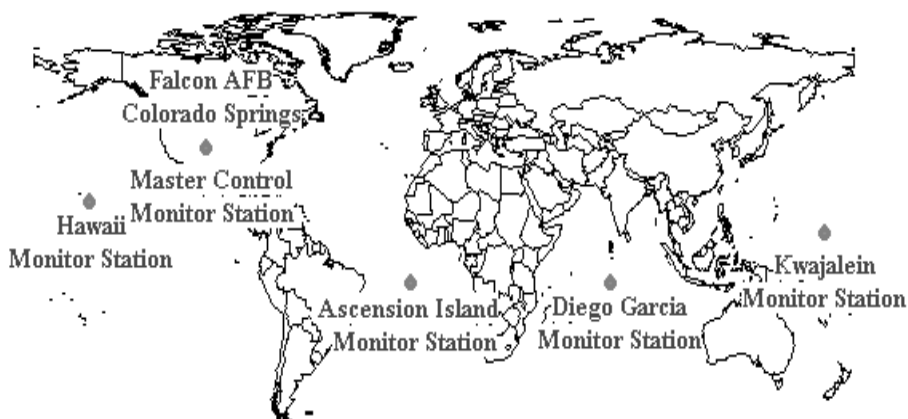 Falcon AFB
Colorado Springs
Master Control
Monitor Station
Hawaii
Monitor Station
Ascension Island
Monitor Station
Diego Garcia
Monitor Station
Kwajalein
Monitor Station